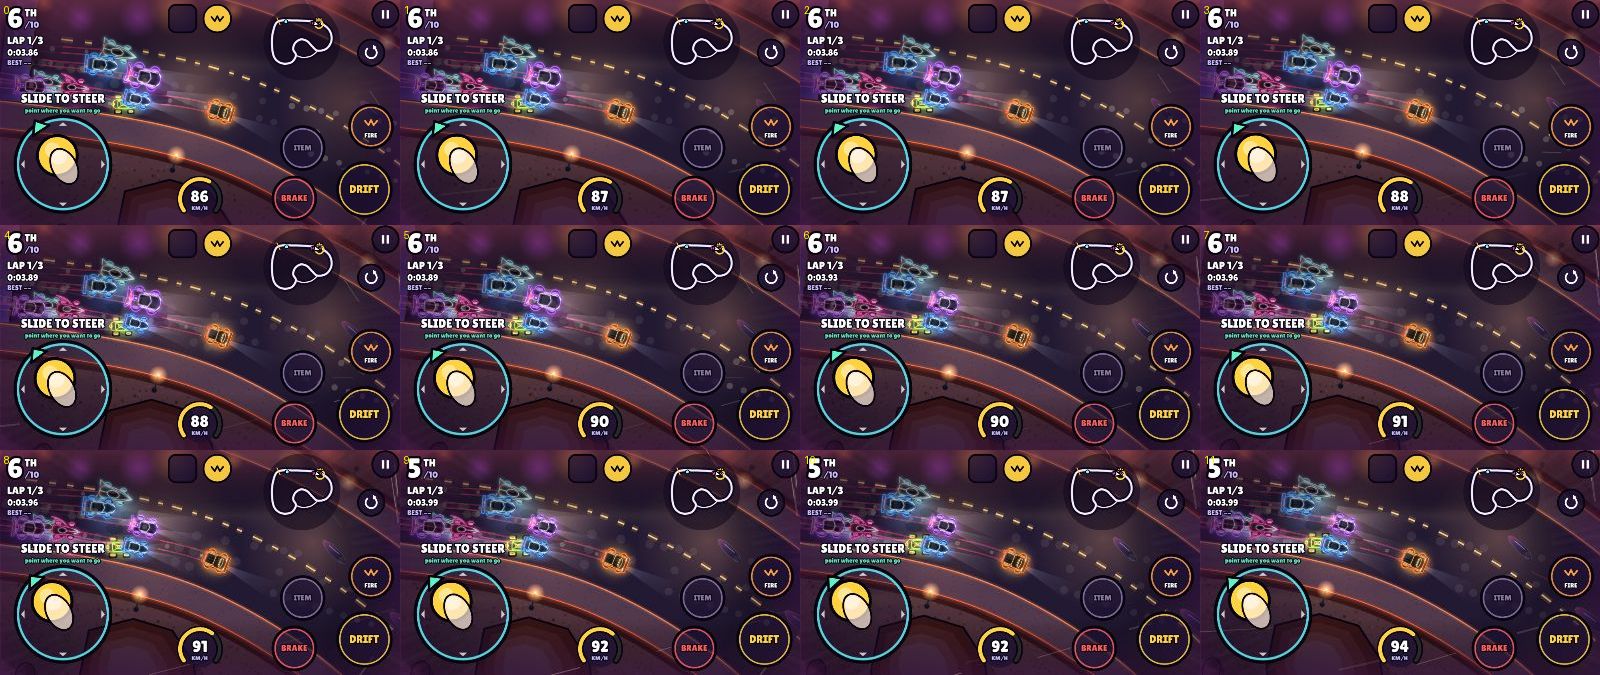 0
6TH
/10
LAP 1/3
0:03.86
BEST --
SLIDE TO STEER
point where you want to go
FIRE
ITEM
DRIFT
BRAKE
86
KM/H
1
6TH
/10
LAP 1/3
0:03.86
BEST --
SLIDE TO STEER
point where you want to go
FIRE
ITEM
DRIFT
BRAKE
87
KM/H
2
6TH
/10
LAP 1/3
0:03.86
BEST --
SLIDE TO STEER
point where you want to go
FIRE
ITEM
DRIFT
BRAKE
87
KM/H
3
6TH
/10
LAP 1/3
0:03.89
BEST --
SLIDE TO STEER
point where you want to go
FIRE
ITEM
DRIFT
BRAKE
88
KM/H
4
6TH
/10
LAP 1/3
0:03.89
BEST --
SLIDE TO STEER
point where you want to go
FIRE
ITEM
DRIFT
BRAKE
88
KM/H
5
6TH
/10
LAP 1/3
0:03.89
BEST --
SLIDE TO STEER
point where you want to go
FIRE
ITEM
DRIFT
BRAKE
90
KM/H
6
6TH
/10
LAP 1/3
0:03.93
BEST --
SLIDE TO STEER
point where you want to go
FIRE
ITEM
DRIFT
BRAKE
90
KM/H
7
6TH
/10
LAP 1/3
0:03.96
BEST --
SLIDE TO STEER
point where you want to go
FIRE
ITEM
DRIFT
BRAKE
91
KM/H
8
6TH
/10
LAP 1/3
0:03.96
BEST --
SLIDE TO STEER
point where you want to go
FIRE
ITEM
DRIFT
BRAKE
91
KM/H
9
5TH
/10
LAP 1/3
0:03.99
BEST --
SLIDE TO STEER
point where you want to go
FIRE
ITEM
DRIFT
BRAKE
92
KM/H
10
5TH
/10
LAP 1/3
0:03.99
BEST --
SLIDE TO STEER
point where you want to go
FIRE
ITEM
DRIFT
BRAKE
92
KM/H
11
5TH
/10
LAP 1/3
0:03.99
BEST --
SLIDE TO STEER
point where you want to go
FIRE
ITEM
DRIFT
BRAKE
94
KM/H